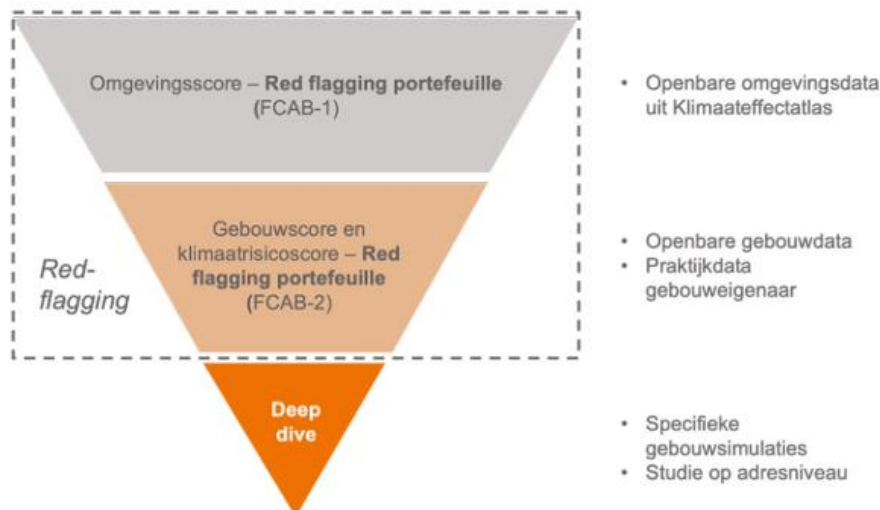 Omgevingsscore – Red flagging portefeuille
(FCAB-1)
• Openbare omgevingsdata
uit Klimaateffectatlas
Gebouwscore en
klimaatrisicoscore – Red
flagging portefeuille
(FCAB-2)
Red-
flagging
• Openbare gebouwdata
• Praktijkdata
gebouweigenaar
Deep
dive
• Specifieke
gebouwsimulaties
• Studie op adresniveau